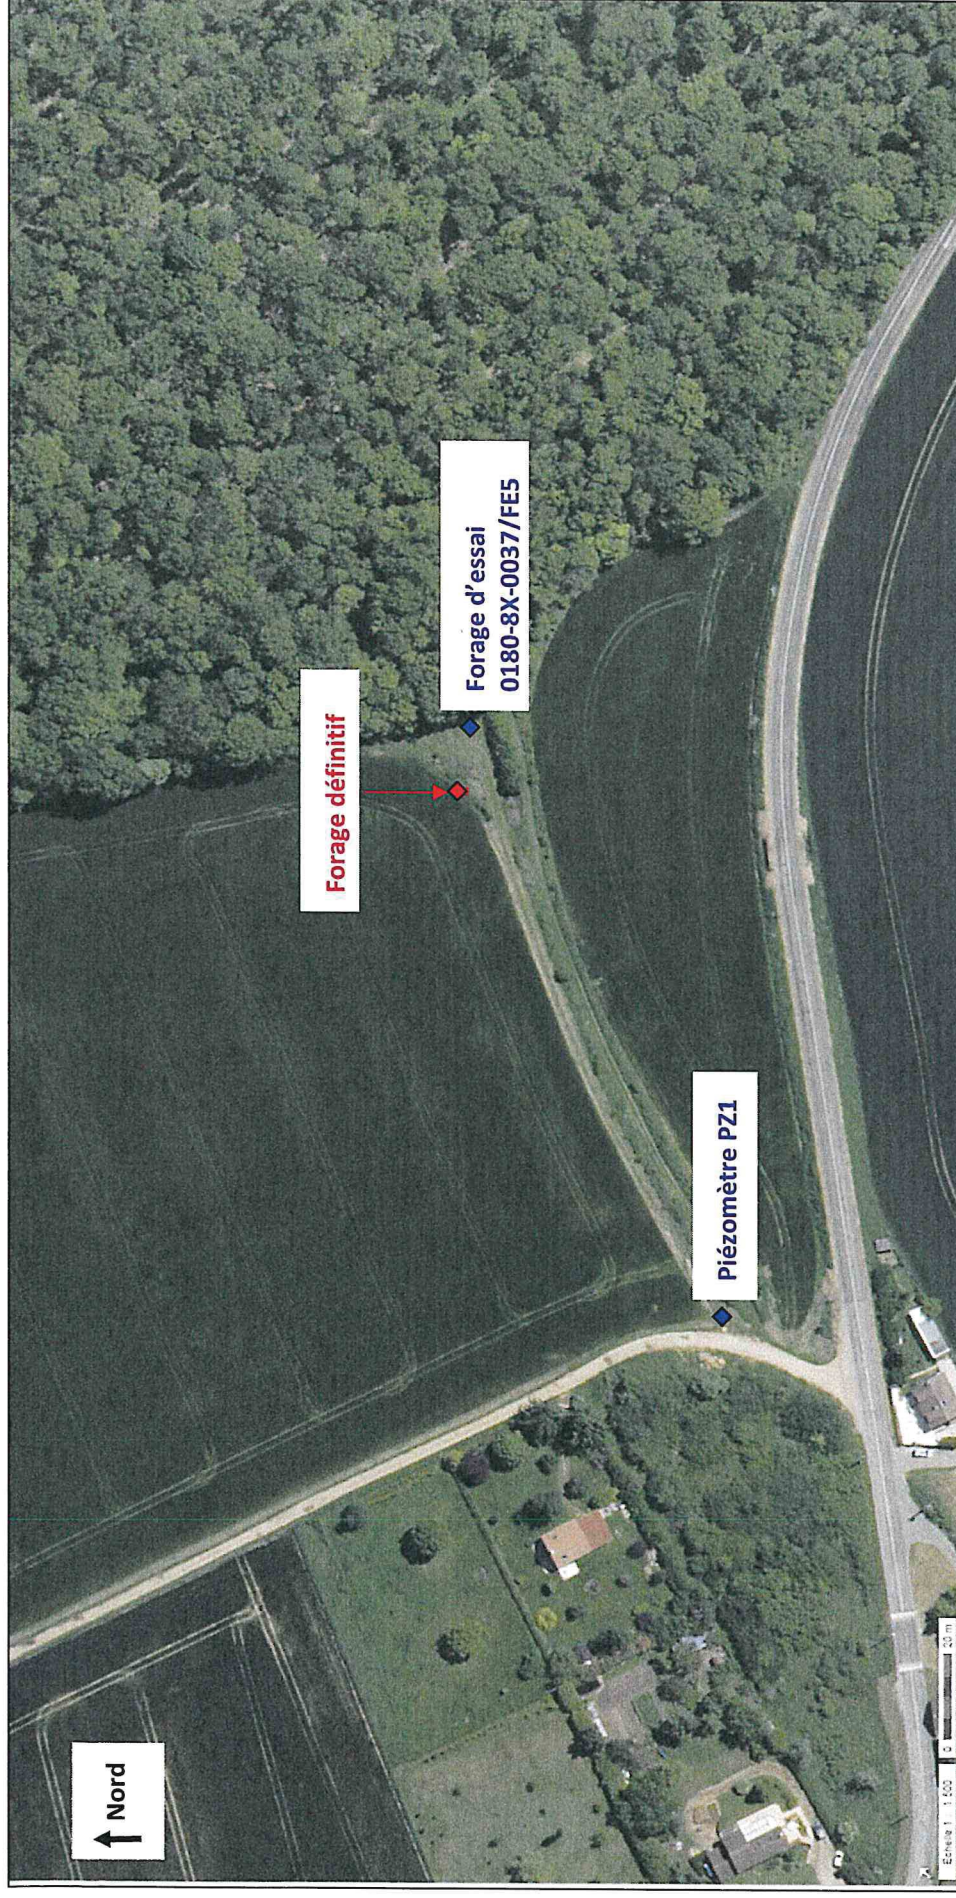 Nord
Forage définitif
Forage d'essai
0180-8X-0037/FE5
Piézomètre PZ1
Echelle 1 : 1 500
0
20 m